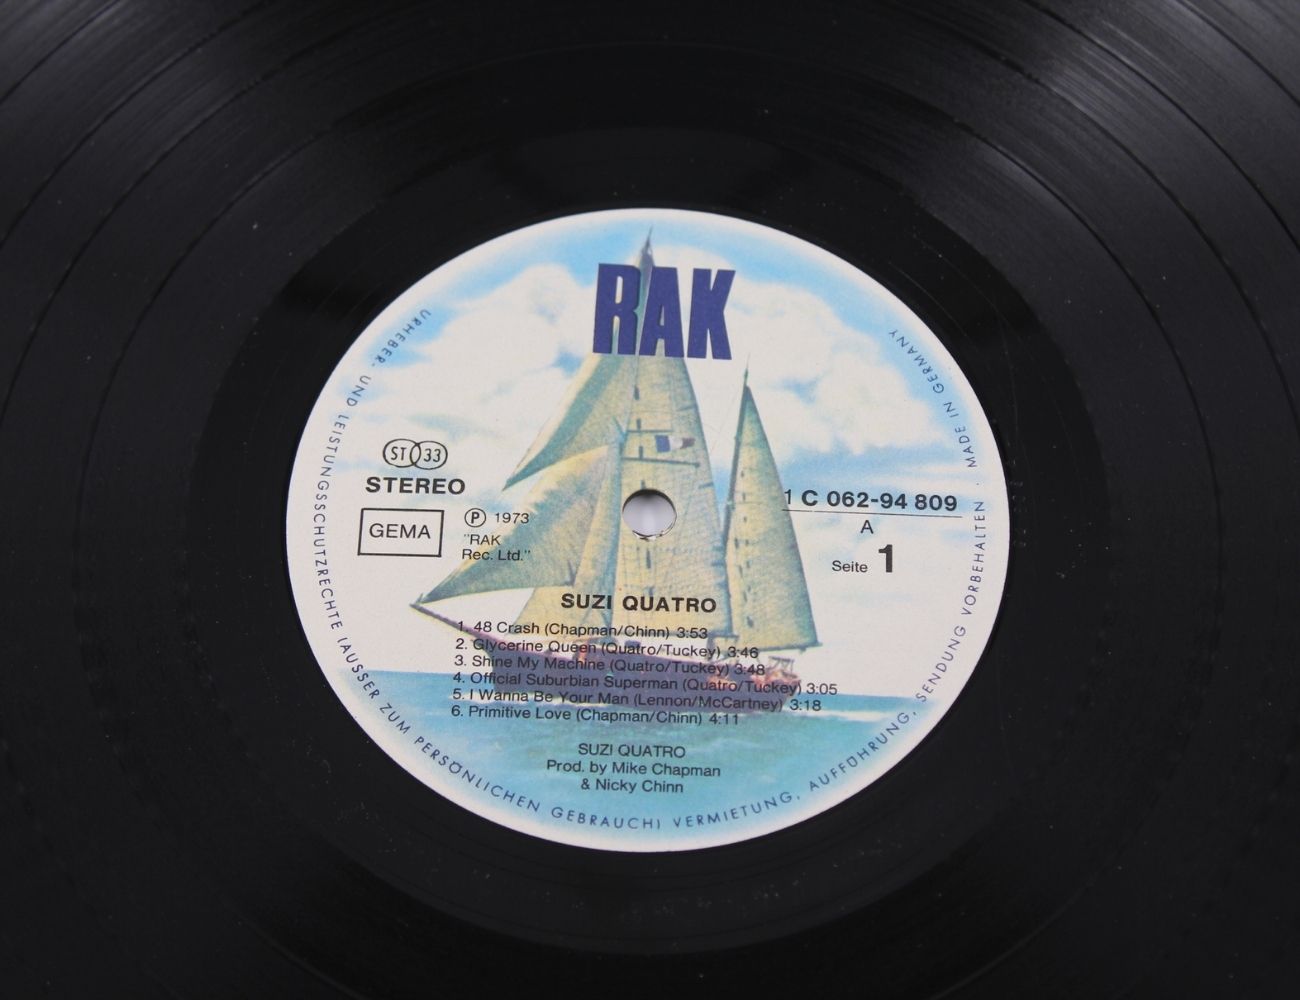 RAK
ST 33
STEREO
GEMA
Ⓟ 1973
"RAK
Rec. Ltd."
1 C 062-94 809
A
Seite 1
SUZI QUATRO
1. 48 Crash (Chapman/Chinn) 3:53
2. Glycerine Queen (Quatro/Tuckey) 3:46
3. Shine My Machine (Quatro/Tuckey) 3:48
4. Official Suburbian Superman (Quatro/Tuckey) 3:05
5. I Wanna Be Your Man (Lennon/McCartney) 3:18
6. Primitive Love (Chapman/Chinn) 4:11
SUZI QUATRO
Prod. by Mike Chapman
& Nicky Chinn
URHEBER- UND LEISTUNGSSCHUTZRECHTE (AUSSER ZUM PERSÖNLICHEN GEBRAUCH) VERMIETUNG, AUFFÜHRUNG, SENDUNG VORBEHALTEN · MADE IN GERMANY